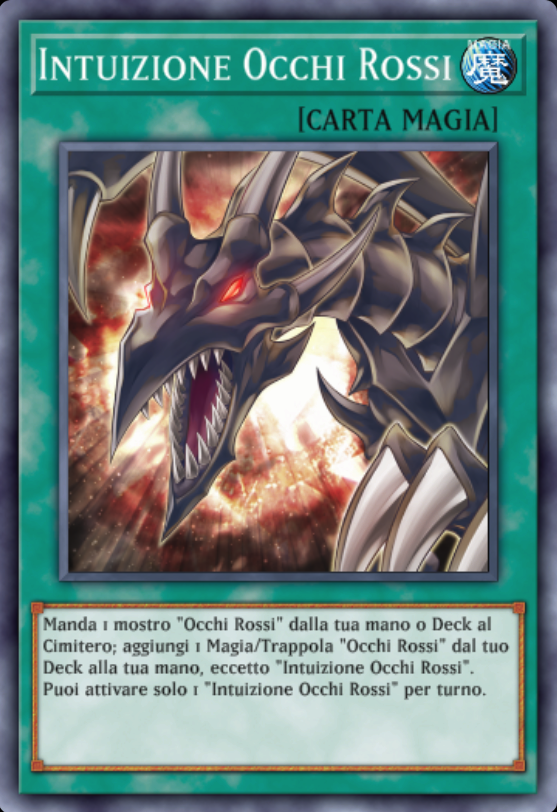 Intuizione Occhi Rossi
MAGIA
魔
[CARTA MAGIA]
Manda 1 mostro "Occhi Rossi" dalla tua mano o Deck al
Cimitero; aggiungi 1 Magia/Trappola "Occhi Rossi" dal tuo
Deck alla tua mano, eccetto "Intuizione Occhi Rossi".
Puoi attivare solo 1 "Intuizione Occhi Rossi" per turno.